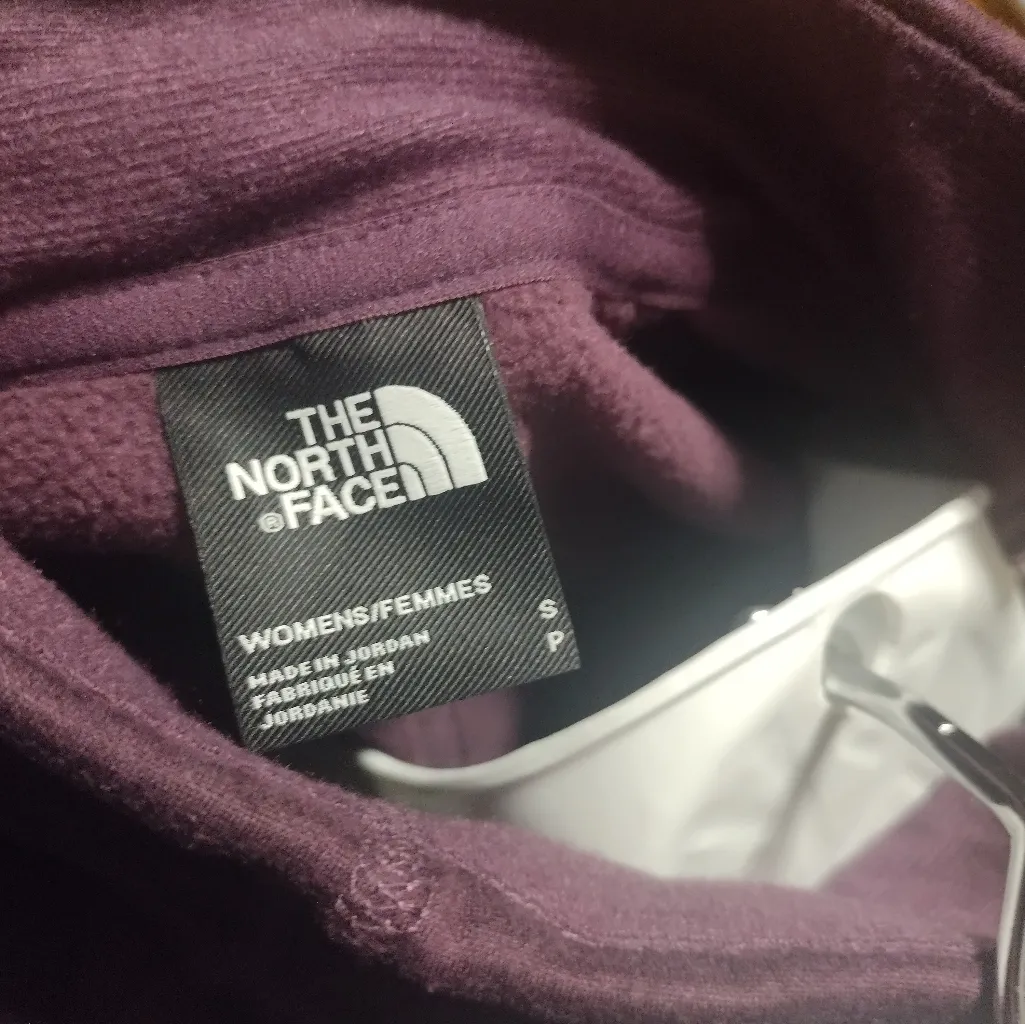 THE
NORTH
®FACE
WOMENS/FEMMES
MADE IN JORDAN
FABRIQUÉ EN
JORDANIE
S
P